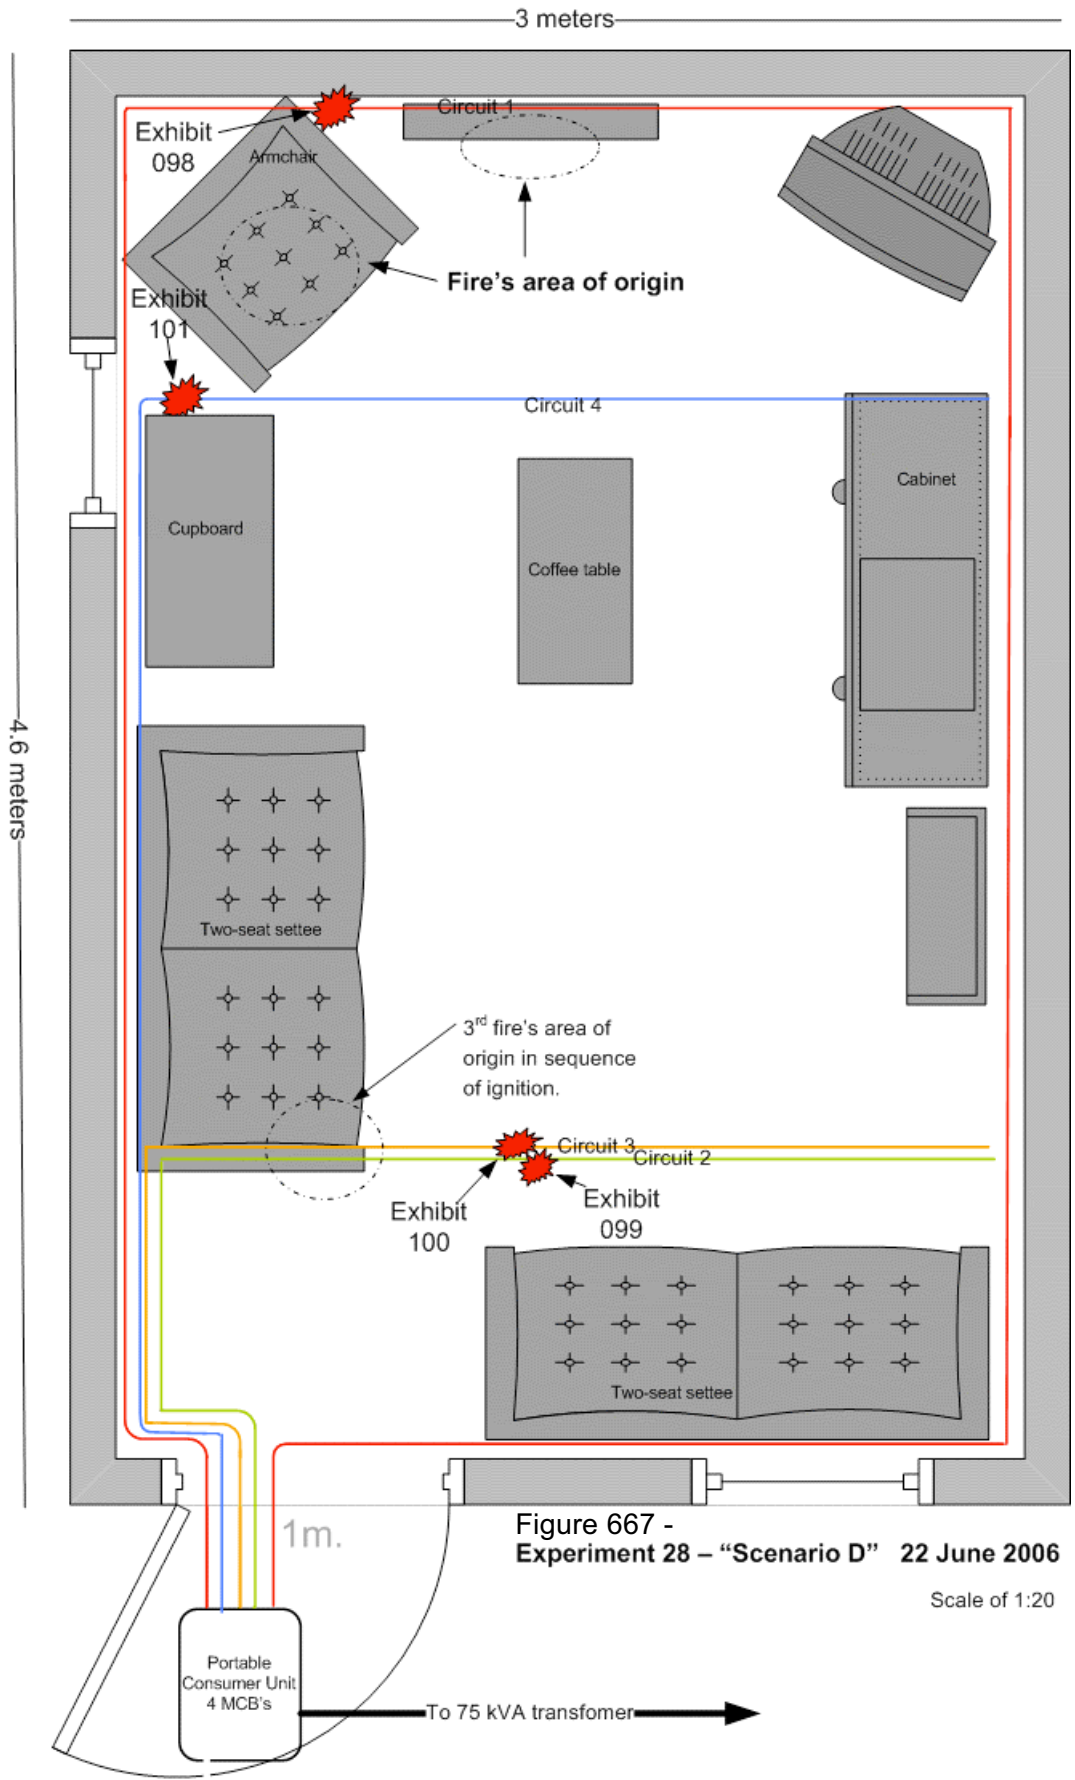 3 meters
Circuit 1
Exhibit
098
Armchair
Fire's area of origin
Exhibit
101
Circuit 4
Cabinet
Cupboard
Coffee table
4.6 meters
Two-seat settee
3rd fire's area of
origin in sequence
of ignition.
Circuit 3
Circuit 2
Exhibit
100
Exhibit
099
Two-seat settee
1m.
Figure 667 -
Experiment 28 – “Scenario D” 22 June 2006
Scale of 1:20
Portable
Consumer Unit
4 MCB's
To 75 kVA transfomer